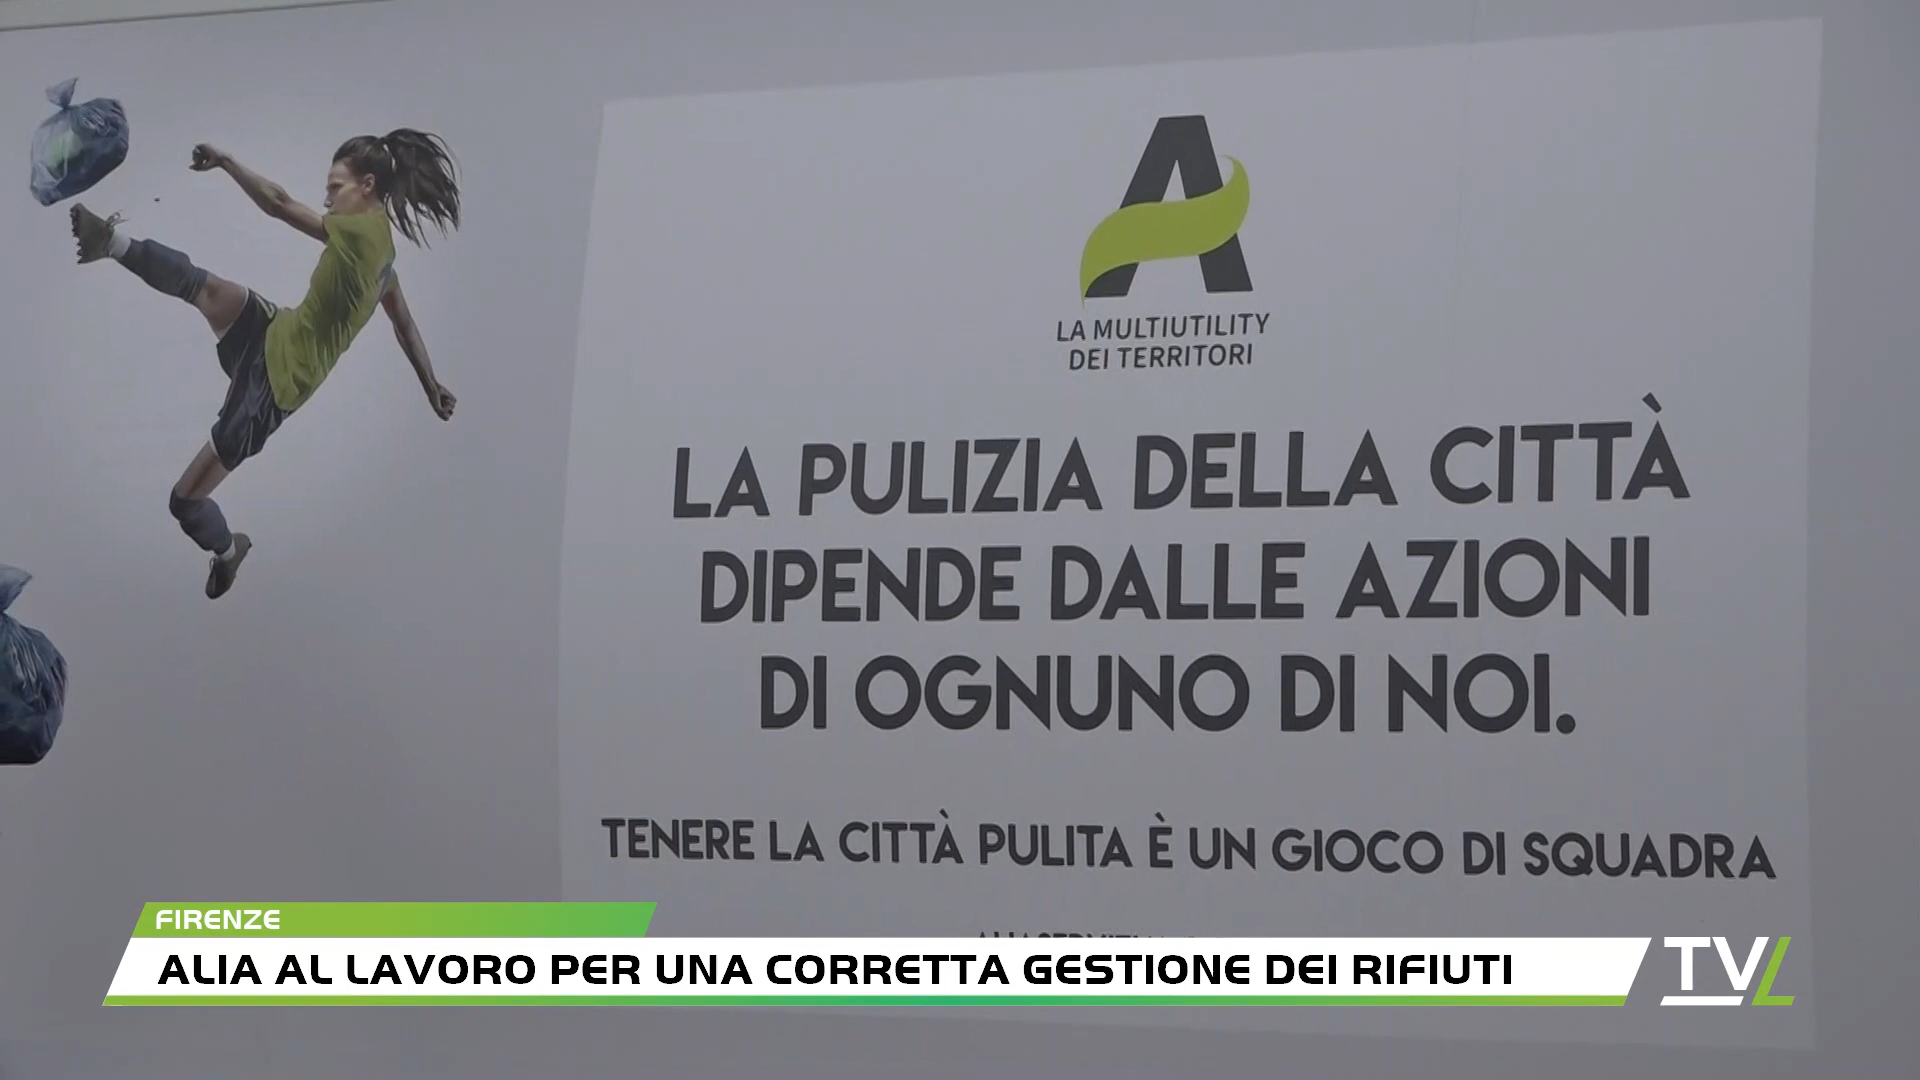 LA MULTIUTILITY
DEI TERRITORI
LA PULIZIA DELLA CITTÀ
DIPENDE DALLE AZIONI
DI OGNUNO DI NOI.
TENERE LA CITTÀ PULITA È UN GIOCO DI SQUADRA
FIRENZE
ALIA AL LAVORO PER UNA CORRETTA GESTIONE DEI RIFIUTI
TVL